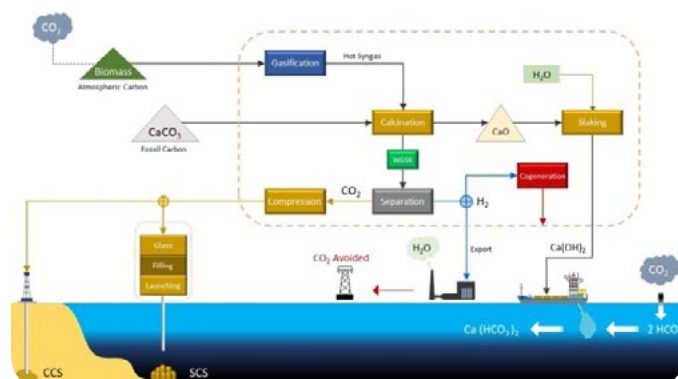 CO₂
Biomass
Atmospheric Carbon
Gasification
Hot Syngas
H₂O
CaCO₃
Fossil Carbon
Calcination
CaO
Slaking
WGSR
CO₂
Compression
Separation
H₂
Cogeneration
Glass
Filling
Launching
CO₂ Avoided
H₂O
Export
Ca(OH)₂
CO₂
Ca (HCO₃)₂
2 HCO
CCS
SCS